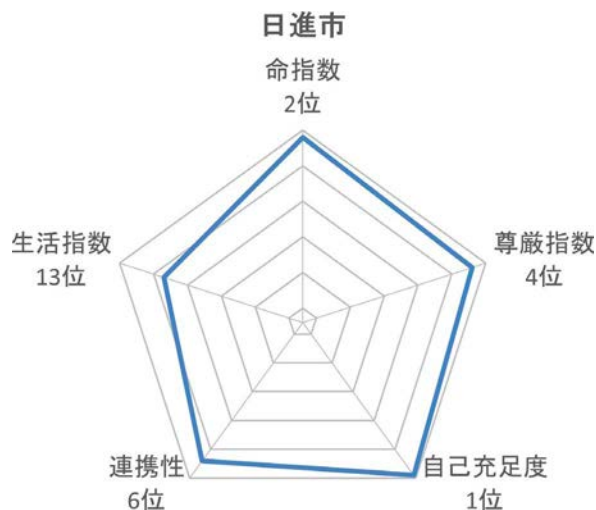 日進市
命指数
2位
尊厳指数
4位
自己充足度
1位
連携性
6位
生活指数
13位